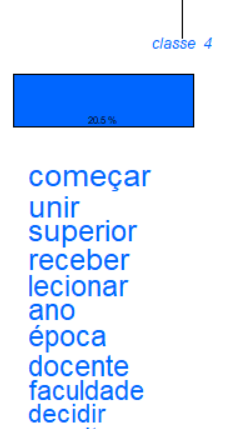 classe 4
20.5 %
começar
unir
superior
receber
lecionar
ano
época
docente
faculdade
decidir